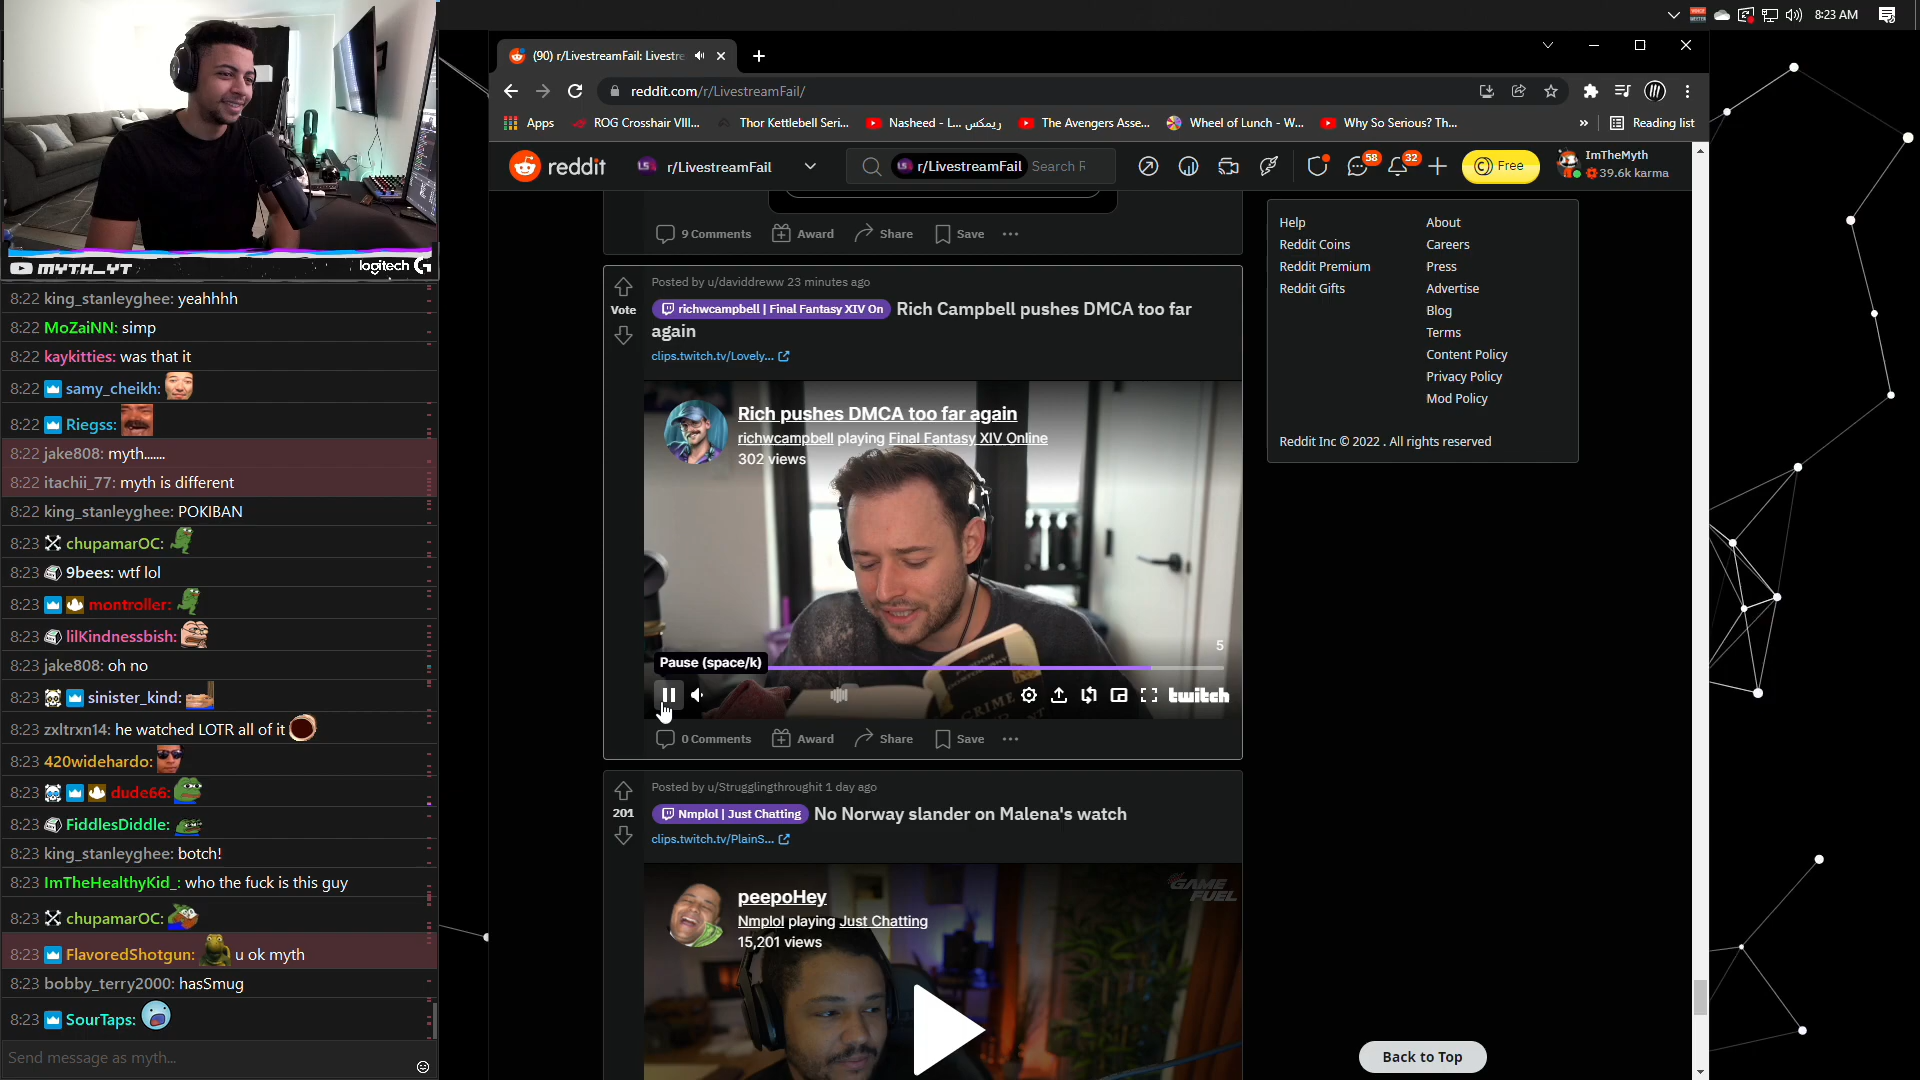 8:23 AM
(90) r/LivestreamFail: Livestre
reddit.com/r/LivestreamFail/
Apps
ROG Crosshair VIII...
Thor Kettlebell Seri...
Nasheed - L... ريمكس...
The Avengers Asse...
Wheel of Lunch - W...
Why So Serious? Th...
»
Reading list
reddit
r/LivestreamFail
r/LivestreamFail
Search R
58
32
Free
ImTheMyth
39.6k karma
MYTH_YT
logitech G
8:22 king_stanleyghee: yeahhhh
8:22 MoZaiNN: simp
8:22 kaykitties: was that it
8:22 samy_cheikh:
8:22 Riegss:
8:22 jake808: myth.......
8:22 itachii_77: myth is different
8:22 king_stanleyghee: POKIBAN
8:23 chupamarOC:
8:23 9bees: wtf lol
8:23 montroller:
8:23 lilKindnessbish:
8:23 jake808: oh no
8:23 sinister_kind:
8:23 zxltrxn14: he watched LOTR all of it
8:23 420widehardo:
8:23 dude66:
8:23 FiddlesDiddle:
8:23 king_stanleyghee: botch!
8:23 ImTheHealthyKid_: who the fuck is this guy
8:23 chupamarOC:
8:23 FlavoredShotgun: u ok myth
8:23 bobby_terry2000: hasSmug
8:23 SourTaps:
Send message as myth...
9 Comments
Award
Share
Save
Posted by u/daviddreww 23 minutes ago
Vote
richwcampbell | Final Fantasy XIV On Rich Campbell pushes DMCA too far
again
clips.twitch.tv/Lovely...
Rich pushes DMCA too far again
richwcampbell playing Final Fantasy XIV Online
302 views
5
Pause (space/k)
CRIME
twitch
0 Comments
Award
Share
Save
Posted by u/Strugglingthroughit 1 day ago
201
Nmplol | Just Chatting No Norway slander on Malena's watch
clips.twitch.tv/PlainS...
peepoHey
Nmplol playing Just Chatting
15,201 views
GAME
FUEL
Help
About
Reddit Coins
Careers
Reddit Premium
Press
Reddit Gifts
Advertise
Blog
Terms
Content Policy
Privacy Policy
Mod Policy
Reddit Inc © 2022 . All rights reserved
Back to Top